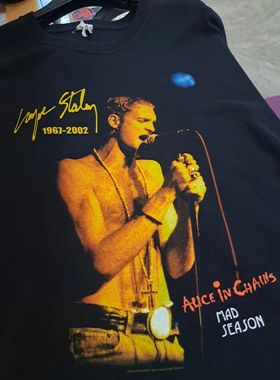 Layne Staley
1967-2002
ALICE IN CHAINS
MAD
SEASON